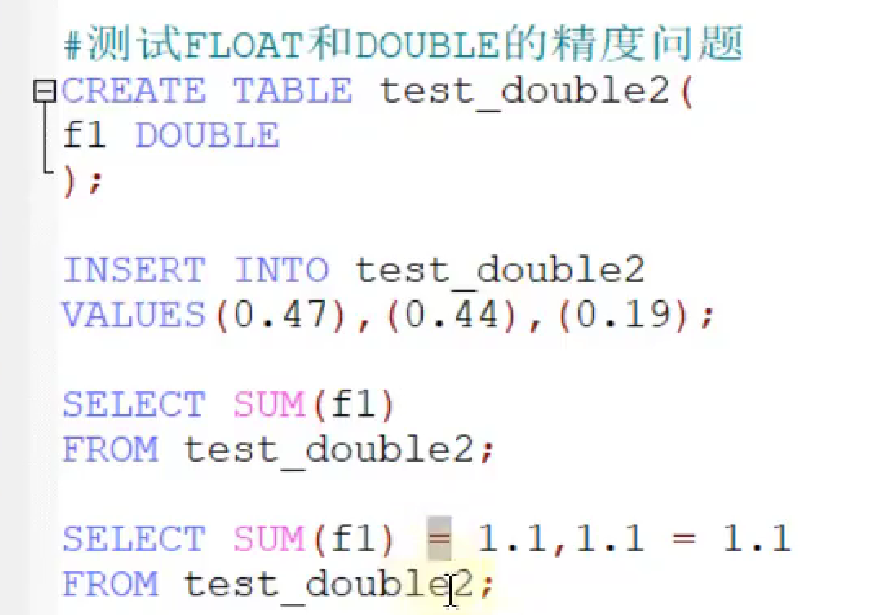 #测试FLOAT和DOUBLE的精度问题
CREATE TABLE test_double2(
f1 DOUBLE
);
INSERT INTO test_double2
VALUES(0.47),(0.44),(0.19);
SELECT SUM(f1)
FROM test_double2;
SELECT SUM(f1) = 1.1,1.1 = 1.1
FROM test_double2;